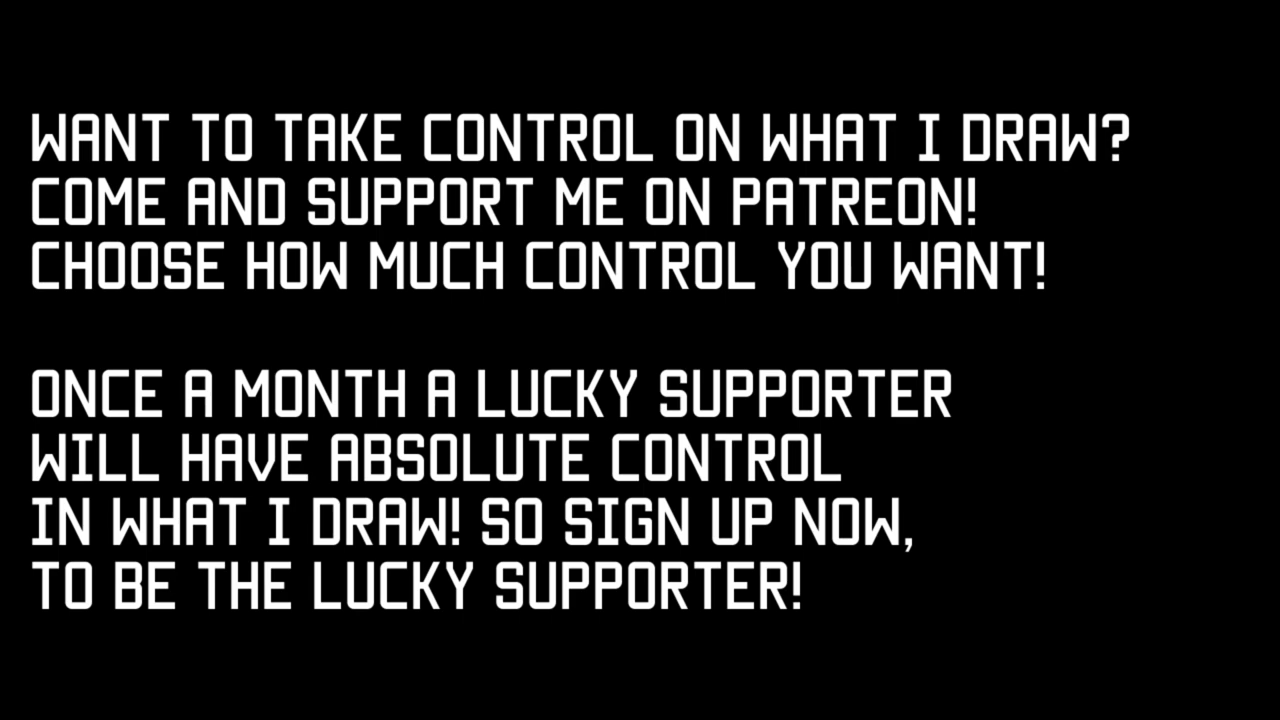 WANT TO TAKE CONTROL ON WHAT I DRAW?
COME AND SUPPORT ME ON PATREON!
CHOOSE HOW MUCH CONTROL YOU WANT!
ONCE A MONTH A LUCKY SUPPORTER
WILL HAVE ABSOLUTE CONTROL
IN WHAT I DRAW! SO SIGN UP NOW,
TO BE THE LUCKY SUPPORTER!